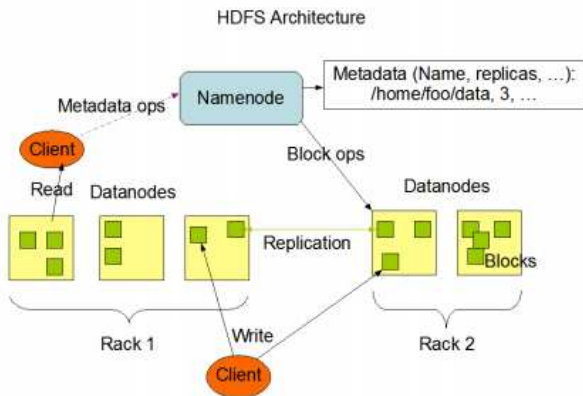 HDFS Architecture
Metadata (Name, replicas, ...):
/home/foo/data, 3, ...
Namenode
Metadata ops
Client
Block ops
Read
Datanodes
Datanodes
Replication
Blocks
Write
Rack 1
Rack 2
Client